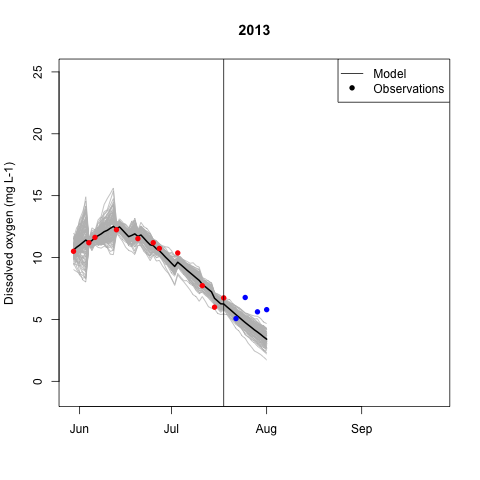 2013
Dissolved oxygen (mg L-1)
25
20
15
10
5
0
Model
Observations
Jun
Jul
Aug
Sep